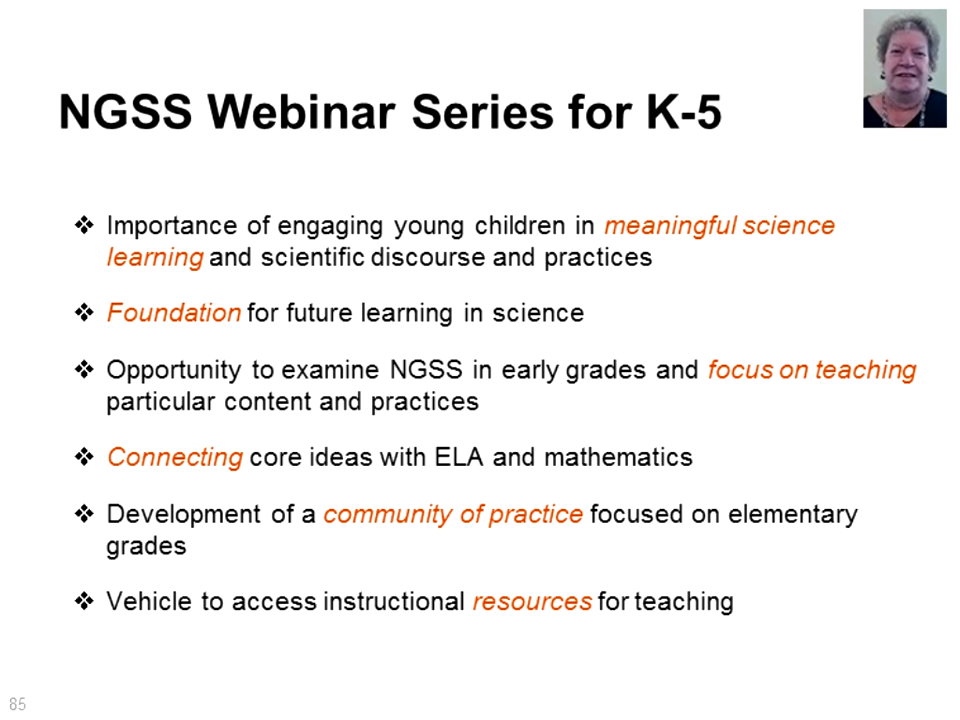 NGSS Webinar Series for K-5
❖ Importance of engaging young children in meaningful science
learning and scientific discourse and practices
❖ Foundation for future learning in science
❖ Opportunity to examine NGSS in early grades and focus on teaching
particular content and practices
❖ Connecting core ideas with ELA and mathematics
❖ Development of a community of practice focused on elementary
grades
❖ Vehicle to access instructional resources for teaching
85